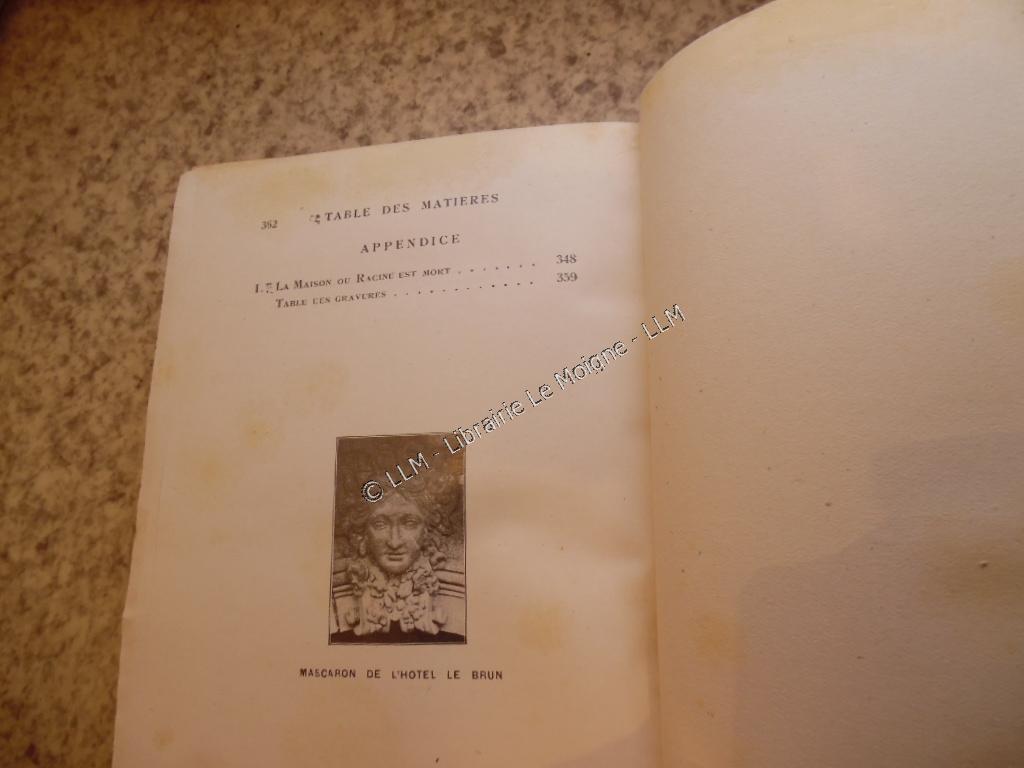 362 TABLE DES MATIERES
APPENDICE
I. LA MAISON OU RACINE EST MORT . . . . . . . 348
TABLE DES GRAVURES . . . . . . . . . . . . 359
© LLM - Librairie Le Moigne - LLM
MASCARON DE L'HOTEL LE BRUN